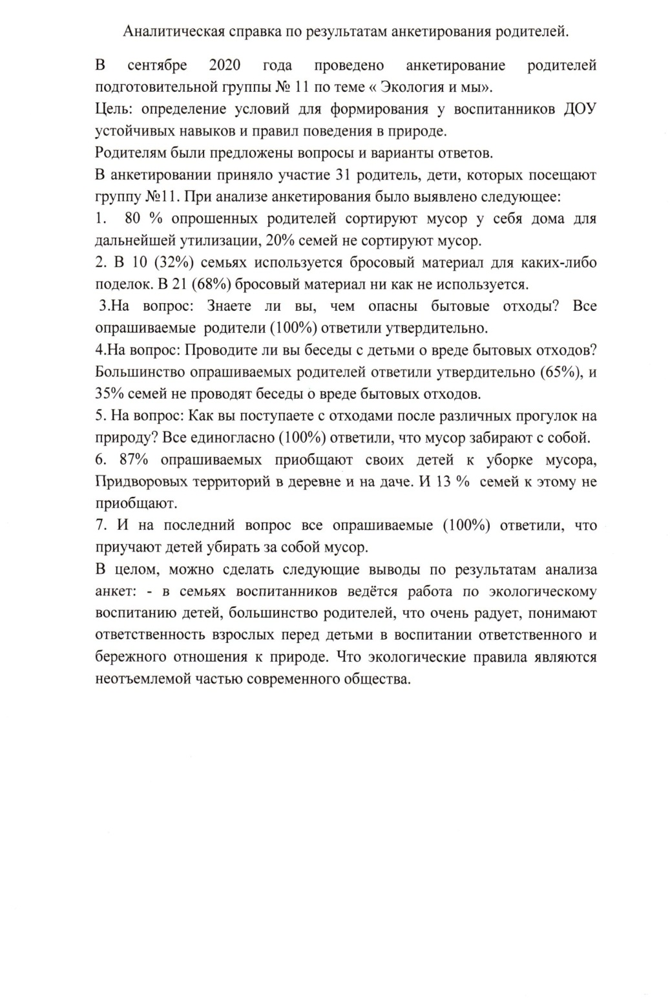 Аналитическая справка по результатам анкетирования родителей.
В сентябре 2020 года проведено анкетирование родителей
подготовительной группы № 11 по теме « Экология и мы».
Цель: определение условий для формирования у воспитанников ДОУ
устойчивых навыков и правил поведения в природе.
Родителям были предложены вопросы и варианты ответов.
В анкетировании приняло участие 31 родитель, дети, которых посещают
группу №11. При анализе анкетирования было выявлено следующее:
1. 80 % опрошенных родителей сортируют мусор у себя дома для
дальнейшей утилизации, 20% семей не сортируют мусор.
2. В 10 (32%) семьях используется бросовый материал для каких-либо
поделок. В 21 (68%) бросовый материал ни как не используется.
3.На вопрос: Знаете ли вы, чем опасны бытовые отходы? Все
опрашиваемые родители (100%) ответили утвердительно.
4.На вопрос: Проводите ли вы беседы с детьми о вреде бытовых отходов?
Большинство опрашиваемых родителей ответили утвердительно (65%), и
35% семей не проводят беседы о вреде бытовых отходов.
5. На вопрос: Как вы поступаете с отходами после различных прогулок на
природу? Все единогласно (100%) ответили, что мусор забирают с собой.
6. 87% опрашиваемых приобщают своих детей к уборке мусора,
Придворовых территорий в деревне и на даче. И 13 % семей к этому не
приобщают.
7. И на последний вопрос все опрашиваемые (100%) ответили, что
приучают детей убирать за собой мусор.
В целом, можно сделать следующие выводы по результатам анализа
анкет: - в семьях воспитанников ведётся работа по экологическому
воспитанию детей, большинство родителей, что очень радует, понимают
ответственность взрослых перед детьми в воспитании ответственного и
бережного отношения к природе. Что экологические правила являются
неотъемлемой частью современного общества.